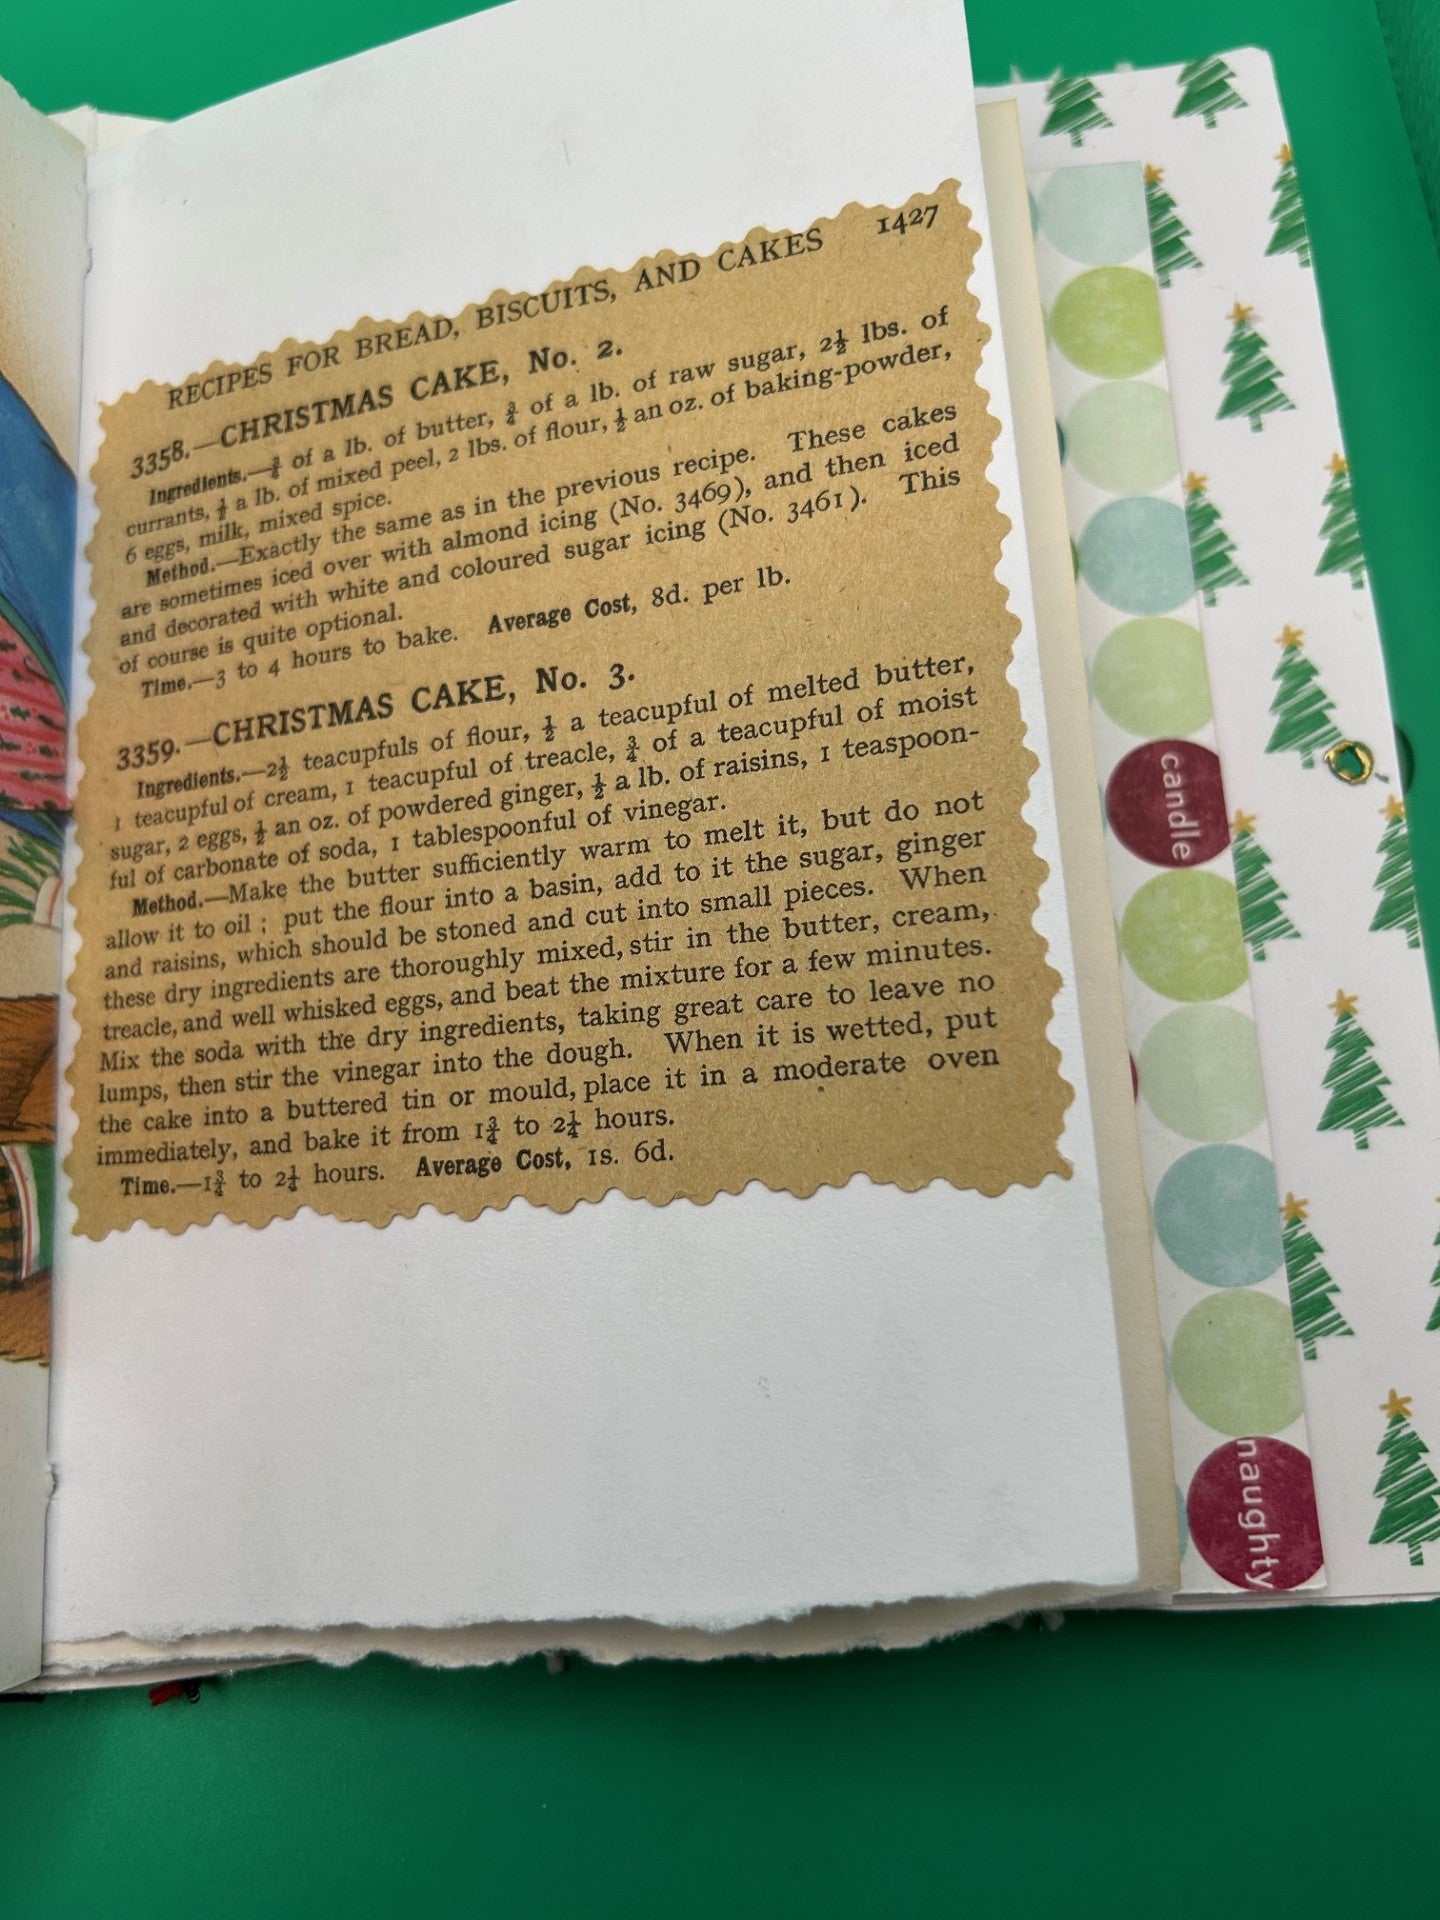 RECIPES FOR BREAD, BISCUITS, AND CAKES 1427
3358.—CHRISTMAS CAKE, No. 2.
Ingredients.—¾ of a lb. of butter, ¾ of a lb. of raw sugar, 2½ lbs. of
currants, ½ a lb. of mixed peel, 2 lbs. of flour, ½ an oz. of baking-powder,
6 eggs, milk, mixed spice.
Method.—Exactly the same as in the previous recipe. These cakes
are sometimes iced over with almond icing (No. 3469), and then iced
and decorated with white and coloured sugar icing (No. 3461). This
of course is quite optional.
Time.—3 to 4 hours to bake. Average Cost, 8d. per lb.
3359.—CHRISTMAS CAKE, No. 3.
Ingredients.—2½ teacupfuls of flour, ½ a teacupful of melted butter,
1 teacupful of cream, 1 teacupful of treacle, ¾ of a teacupful of moist
sugar, 2 eggs, ½ an oz. of powdered ginger, ½ a lb. of raisins, 1 teaspoon-
ful of carbonate of soda, 1 tablespoonful of vinegar.
Method.—Make the butter sufficiently warm to melt it, but do not
allow it to oil ; put the flour into a basin, add to it the sugar, ginger
and raisins, which should be stoned and cut into small pieces. When
these dry ingredients are thoroughly mixed, stir in the butter, cream,
treacle, and well whisked eggs, and beat the mixture for a few minutes.
Mix the soda with the dry ingredients, taking great care to leave no
lumps, then stir the vinegar into the dough. When it is wetted, put
the cake into a buttered tin or mould, place it in a moderate oven
immediately, and bake it from 1¾ to 2¼ hours.
Time.—1¾ to 2¼ hours. Average Cost, 1s. 6d.
candle
naughty